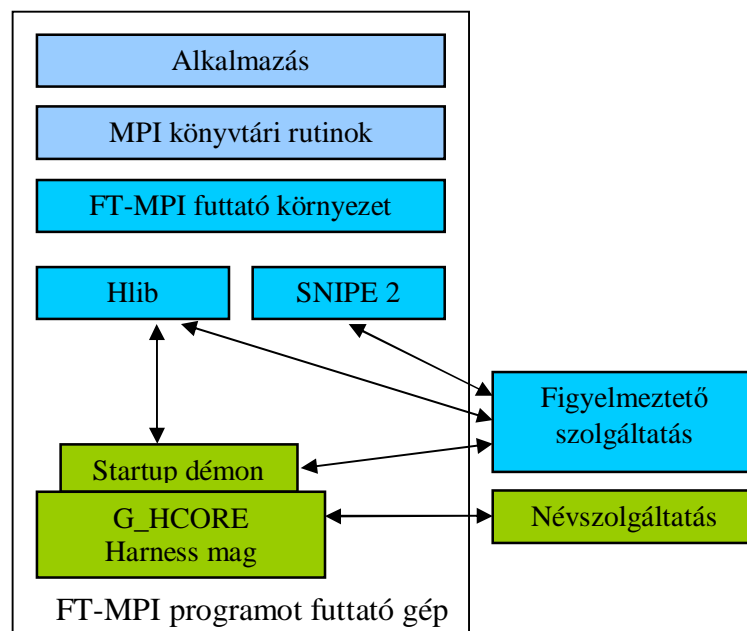 Alkalmazás
MPI könyvtári rutinok
FT-MPI futtató környezet
Hlib
SNIPE 2
Figyelmeztető
szolgáltatás
Startup démon
G_HCORE
Harness mag
Névszolgáltatás
FT-MPI programot futtató gép